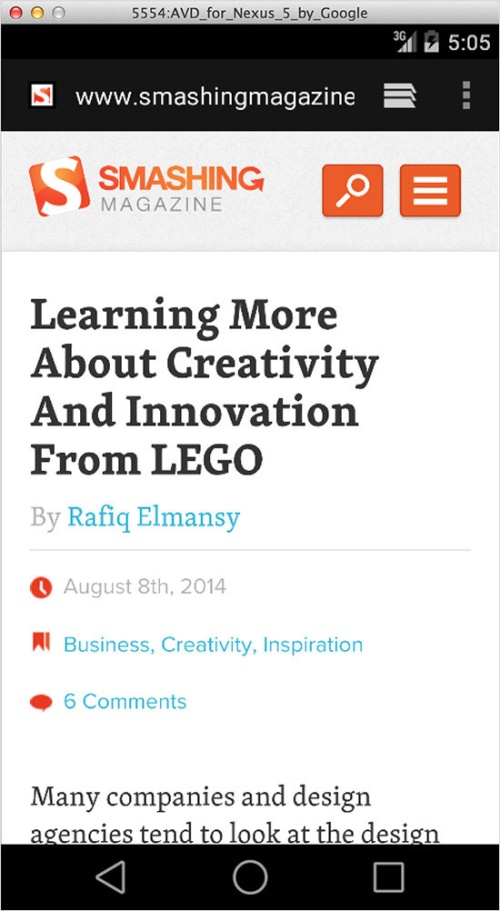 5554:AVD_for_Nexus_5_by_Google
3G 5:05
www.smashingmagazine
SMASHING
MAGAZINE
Learning More
About Creativity
And Innovation
From LEGO
By Rafiq Elmansy
August 8th, 2014
Business, Creativity, Inspiration
6 Comments
Many companies and design
agencies tend to look at the design